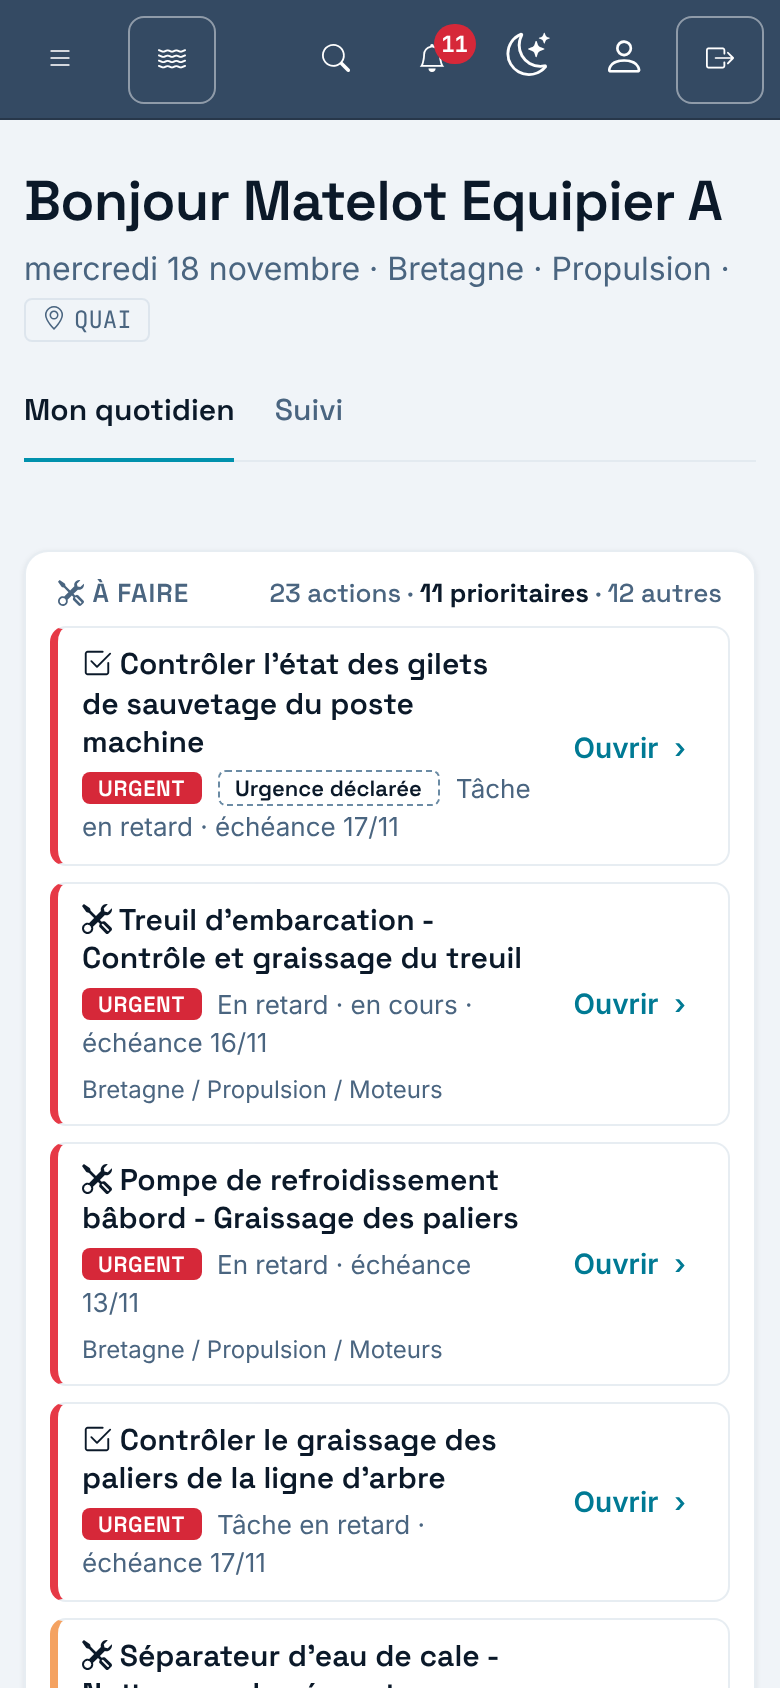 11
Bonjour Matelot Equipier A
mercredi 18 novembre · Bretagne · Propulsion ·
QUAI
Mon quotidien Suivi
À FAIRE 23 actions · 11 prioritaires · 12 autres
Contrôler l’état des gilets
de sauvetage du poste
machine
Ouvrir ›
URGENT Urgence déclarée Tâche
en retard · échéance 17/11
Treuil d’embarcation -
Contrôle et graissage du treuil
URGENT En retard · en cours · Ouvrir ›
échéance 16/11
Bretagne / Propulsion / Moteurs
Pompe de refroidissement
bâbord - Graissage des paliers
URGENT En retard · échéance Ouvrir ›
13/11
Bretagne / Propulsion / Moteurs
Contrôler le graissage des
paliers de la ligne d’arbre
Ouvrir ›
URGENT Tâche en retard ·
échéance 17/11
Séparateur d’eau de cale -